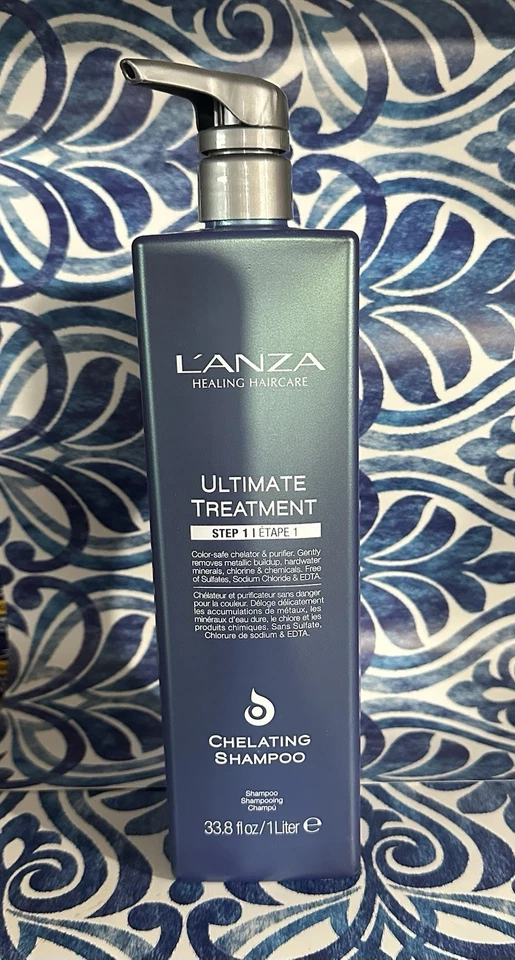 L'ANZA
HEALING HAIRCARE
ULTIMATE
TREATMENT
STEP 1 | ÉTAPE 1
Color-safe chelator & purifier. Gently
removes metallic buildup, hardwater
minerals, chlorine & chemicals. Free
of Sulfates, Sodium Chloride & EDTA.
Chélateur et purificateur sans danger
pour la couleur. Déloge délicatement
les accumulations de métaux, les
minéraux d'eau dure, le chlore et les
produits chimiques. Sans Sulfate,
Chlorure de sodium & EDTA.
CHELATING
SHAMPOO
Shampoo
Shampooing
Champú
33.8 fl oz/1Liter ℮